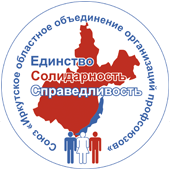 Союз «Иркутское областное объединение организаций профсоюзов»
Единство
Солидарность
Справедливость